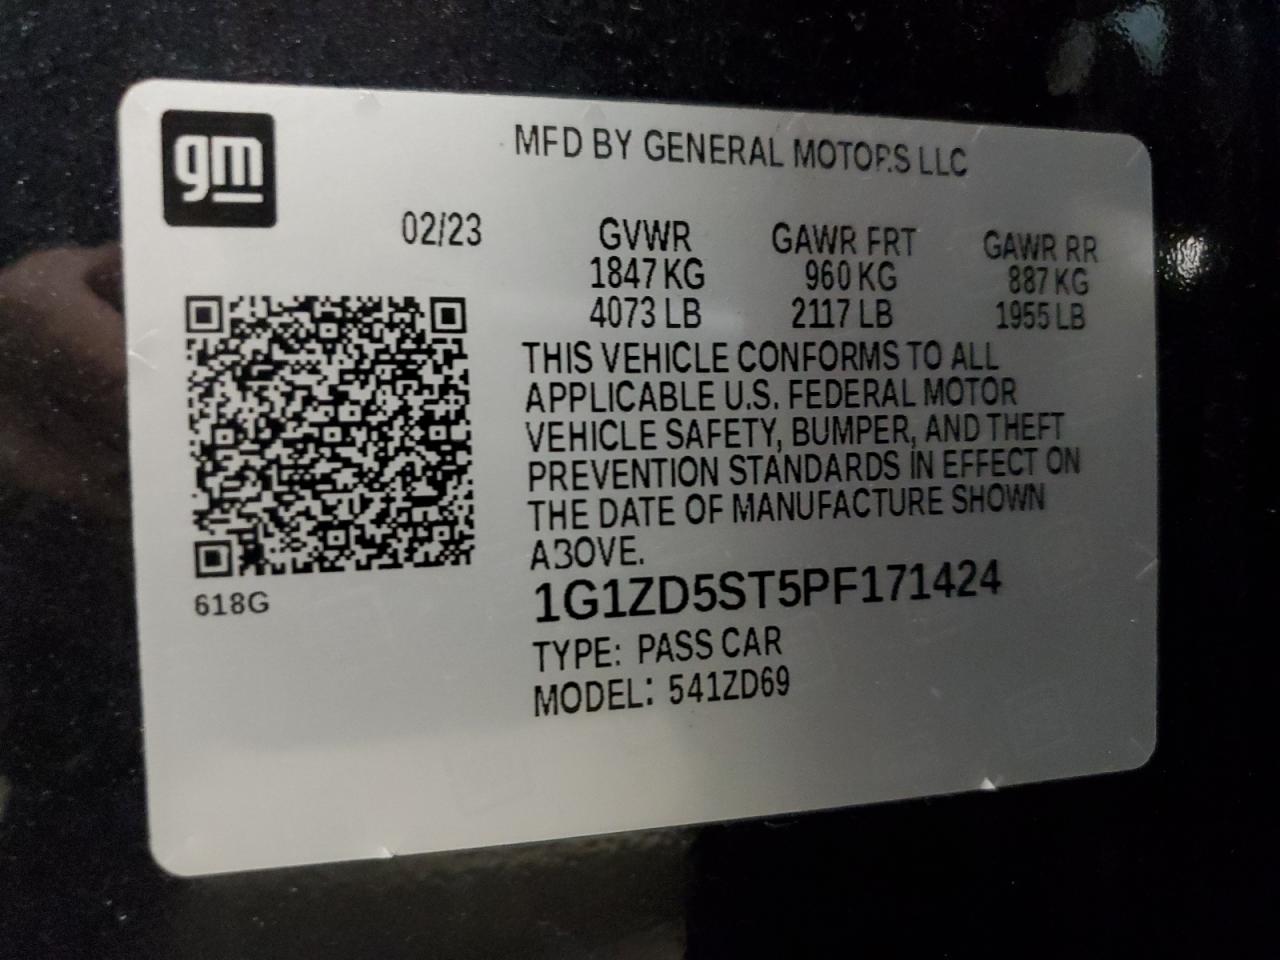 gm
MFD BY GENERAL MOTORS LLC
02/23 GVWR GAWR FRT GAWR RR
1847 KG 960 KG 887 KG
4073 LB 2117 LB 1955 LB
THIS VEHICLE CONFORMS TO ALL
APPLICABLE U.S. FEDERAL MOTOR
VEHICLE SAFETY, BUMPER, AND THEFT
PREVENTION STANDARDS IN EFFECT ON
THE DATE OF MANUFACTURE SHOWN
ABOVE.
618G
1G1ZD5ST5PF171424
TYPE: PASS CAR
MODEL: 541ZD69